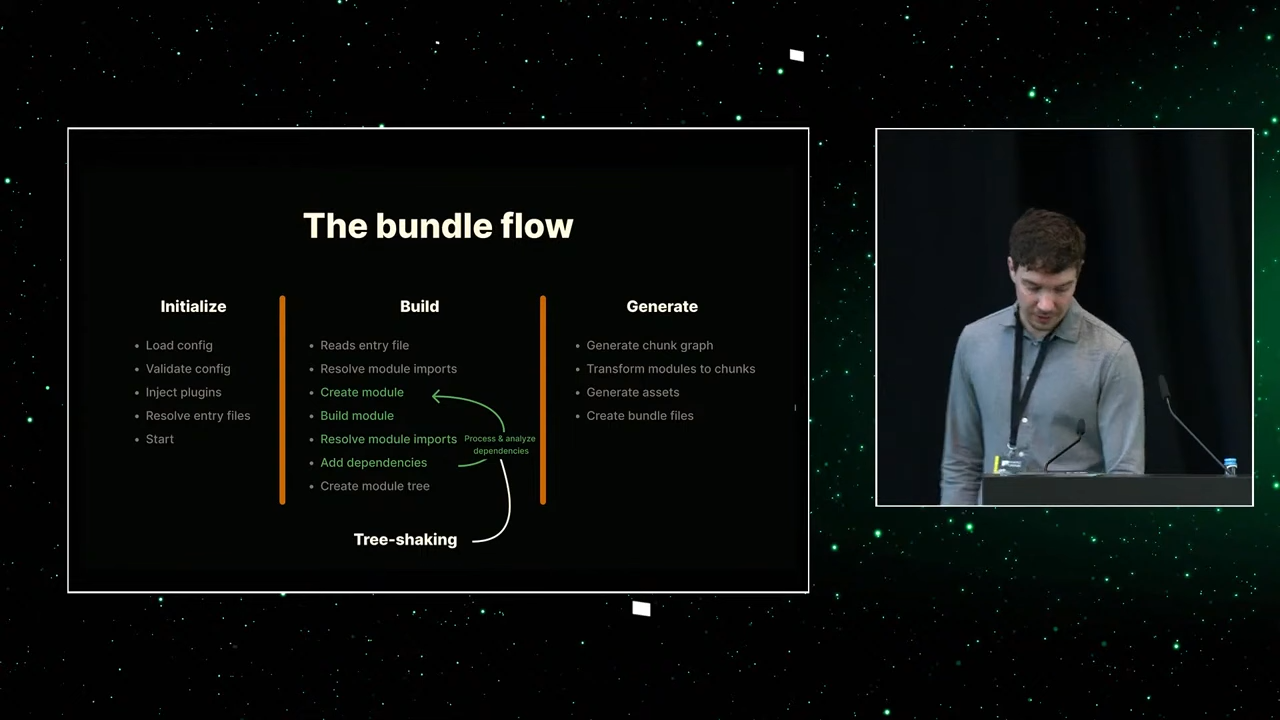 The bundle flow
Initialize
Load config
Validate config
Inject plugins
Resolve entry files
Start
Build
Reads entry file
Resolve module imports
Create module
Build module
Resolve module imports
Add dependencies
Create module tree
Process & analyze
dependencies
Tree-shaking
Generate
Generate chunk graph
Transform modules to chunks
Generate assets
Create bundle files